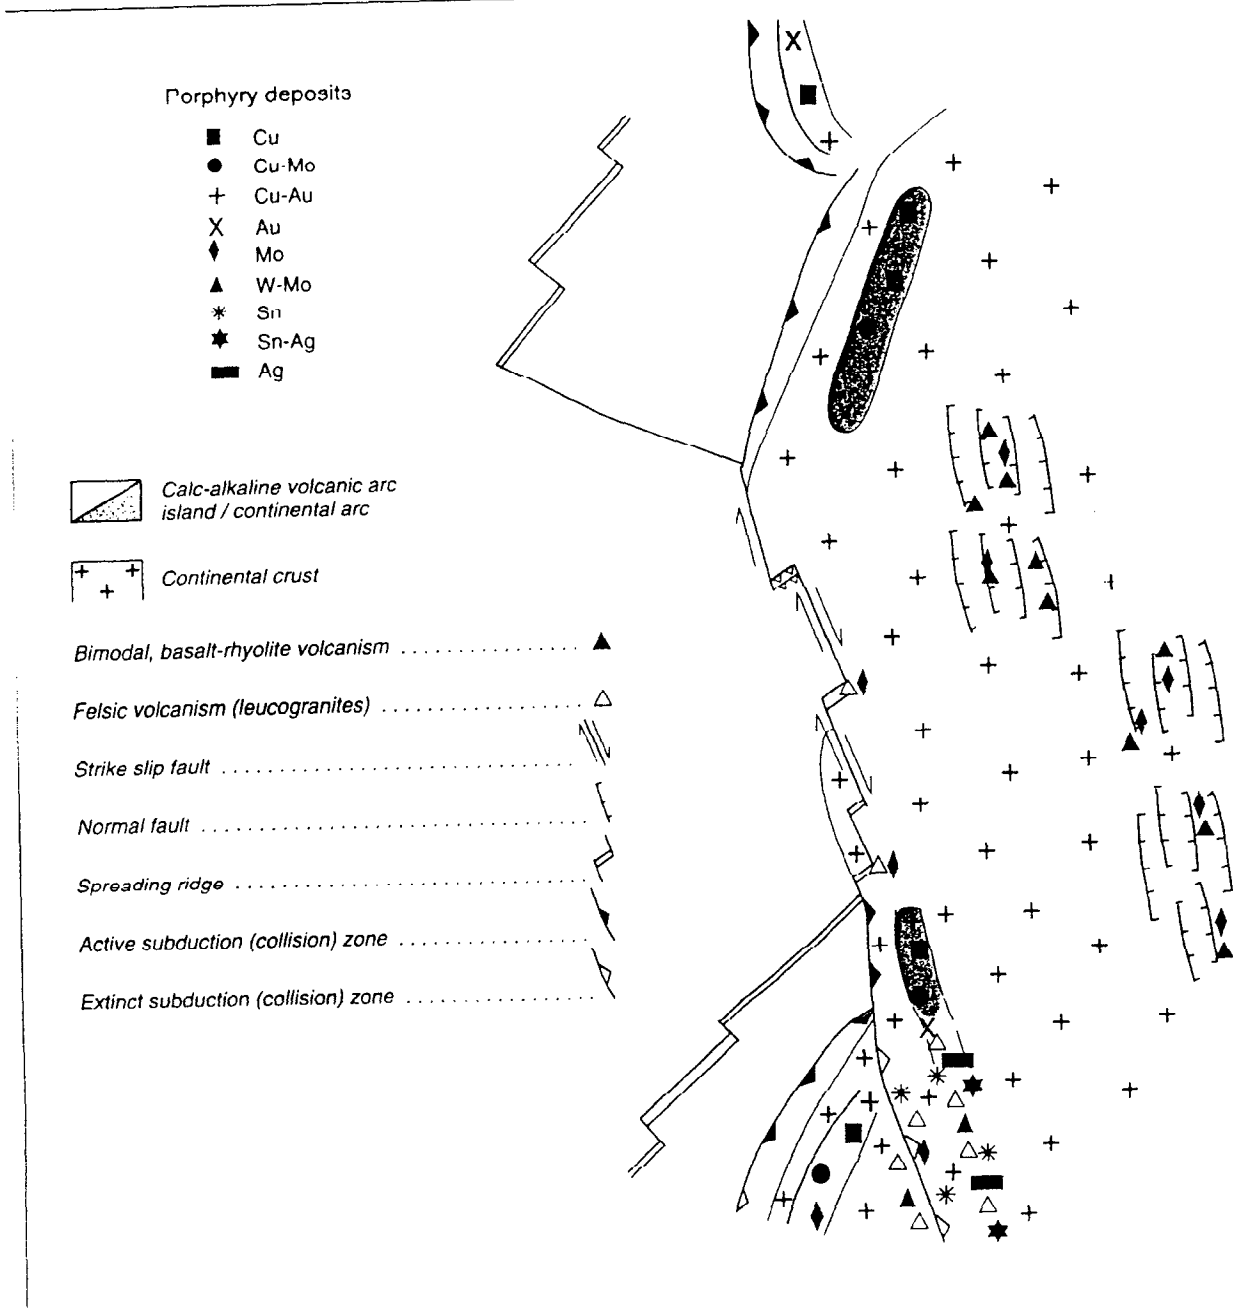 Porphyry deposits
Cu
Cu-Mo
Cu-Au
Au
Mo
W-Mo
Sn
Sn-Ag
Ag
Calc-alkaline volcanic arc
island / continental arc
Continental crust
Bimodal, basalt-rhyolite volcanism
Felsic volcanism (leucogranites)
Strike slip fault
Normal fault
Spreading ridge
Active subduction (collision) zone
Extinct subduction (collision) zone